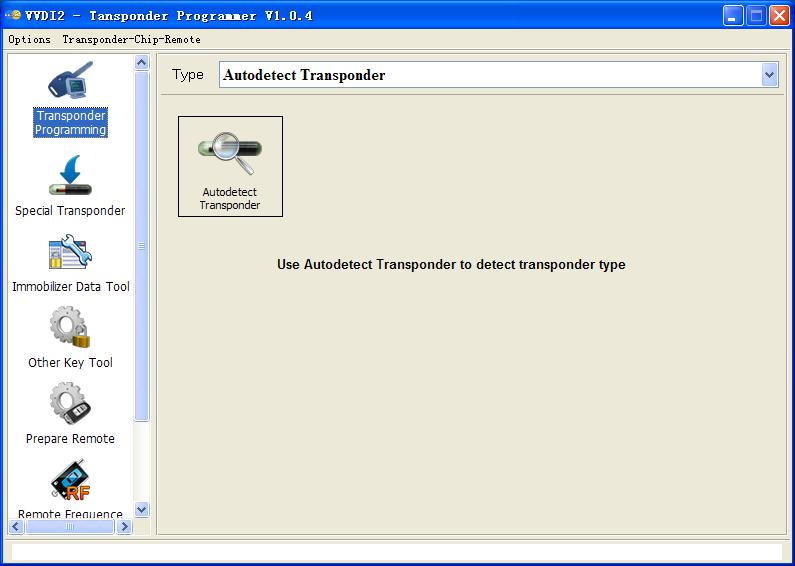 VVDI2 - Tansponder Programmer V1.0.4
Options Transponder-Chip-Remote
Transponder
Programming
Special Transponder
Immobilizer Data Tool
Other Key Tool
Prepare Remote
RF
Remote Frequence
Type Autodetect Transponder
Autodetect
Transponder
Use Autodetect Transponder to detect transponder type